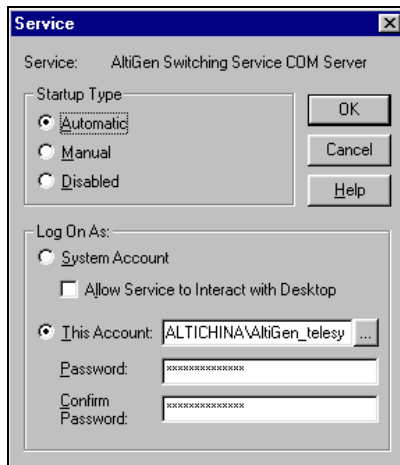 Service
Service: AltiGen Switching Service COM Server
Startup Type
Automatic
Manual
Disabled
OK
Cancel
Help
Log On As:
System Account
Allow Service to Interact with Desktop
This Account: ALTICHINA\AltiGen_telesy ...
Password: **************
Confirm
Password: **************